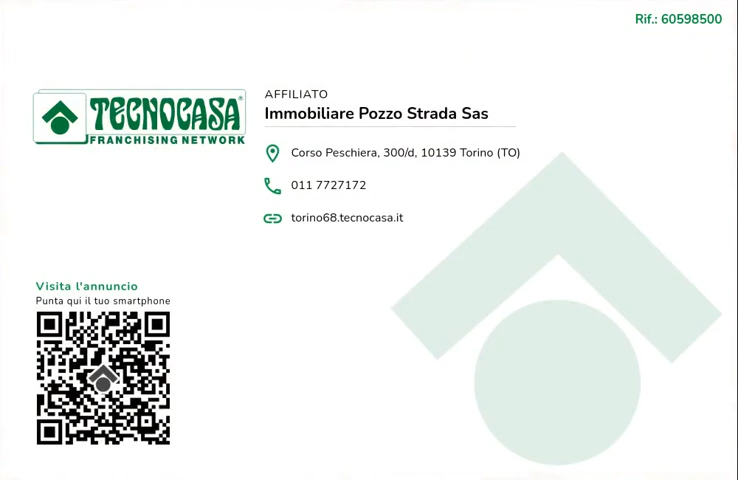 Rif.: 60598500
TECNOCASA®
FRANCHISING NETWORK
AFFILIATO
Immobiliare Pozzo Strada Sas
Corso Peschiera, 300/d, 10139 Torino (TO)
011 7727172
torino68.tecnocasa.it
Visita l'annuncio
Punta qui il tuo smartphone